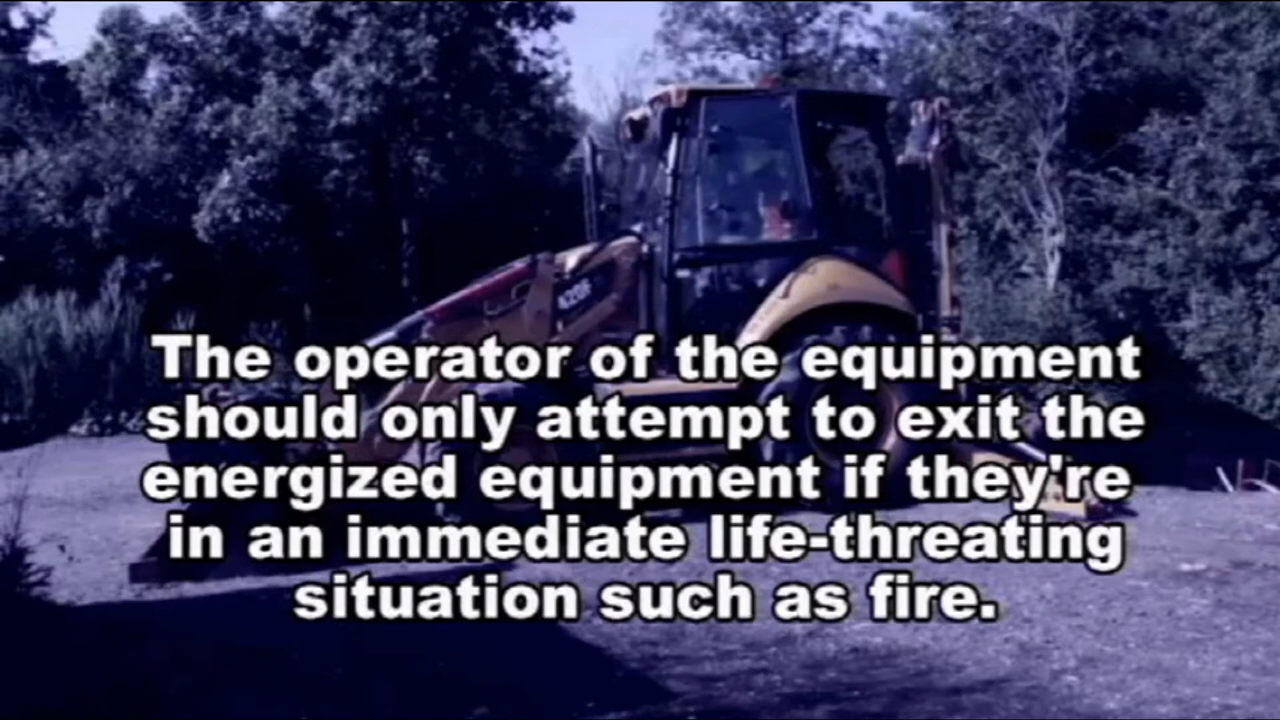 420F
The operator of the equipment
should only attempt to exit the
energized equipment if they're
in an immediate life-threating
situation such as fire.